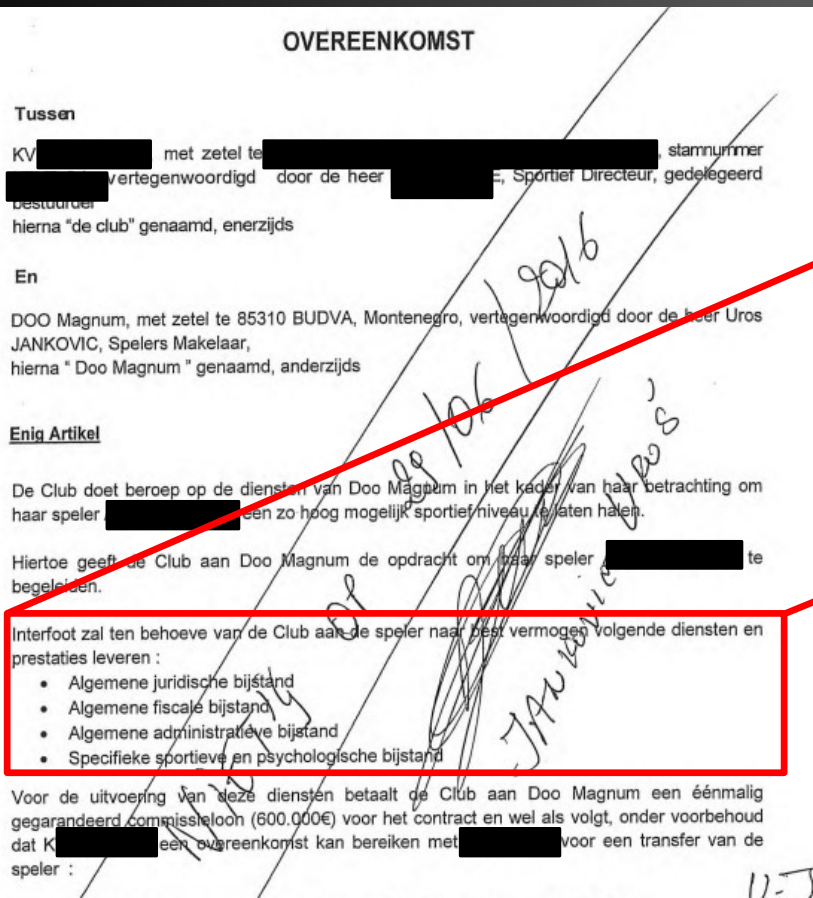 OVEREENKOMST
Tussen
KV met zetel te , stamnummer
vertegenwoordigd door de heer E, Sportief Directeur, gedelegeerd
bestuurder
hierna "de club" genaamd, enerzijds
En
DOO Magnum, met zetel te 85310 BUDVA, Montenegro, vertegenwoordigd door de heer Uros
JANKOVIC, Spelers Makelaar,
hierna " Doo Magnum " genaamd, anderzijds
Enig Artikel
De Club doet beroep op de diensten van Doo Magnum in het kader van haar betrachting om
haar speler een zo hoog mogelijk sportief niveau te laten halen.
Hiertoe geeft de Club aan Doo Magnum de opdracht om haar speler te
begeleiden.
Interfoot zal ten behoeve van de Club aan de speler naar best vermogen volgende diensten en
prestaties leveren :
• Algemene juridische bijstand
• Algemene fiscale bijstand
• Algemene administratieve bijstand
• Specifieke sportieve en psychologische bijstand
Voor de uitvoering van deze diensten betaalt de Club aan Doo Magnum een éénmalig
gegarandeerd commissieloon (600.000€) voor het contract en wel als volgt, onder voorbehoud
dat K een overeenkomst kan bereiken met voor een transfer van de
speler :
OP 29/06/2016
JANKOVIC UROŠ